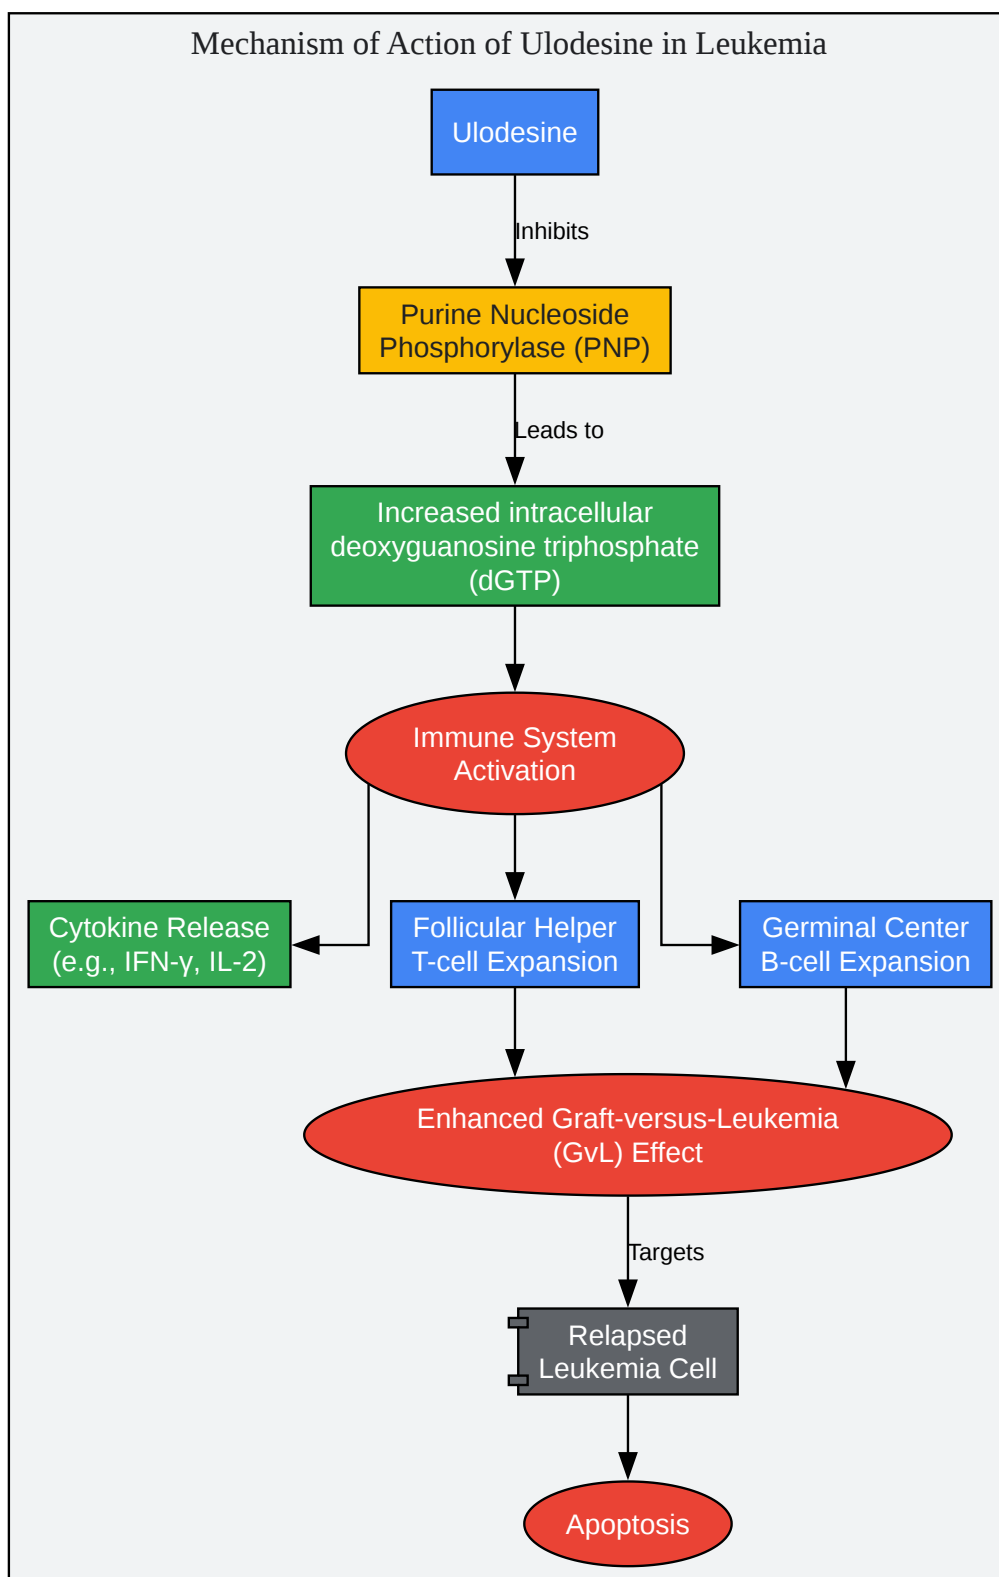 Mechanism of Action of Ulodesine in Leukemia
Ulodesine
Inhibits
Purine Nucleoside
Phosphorylase (PNP)
Leads to
Increased intracellular
deoxyguanosine triphosphate
(dGTP)
Immune System
Activation
Cytokine Release
(e.g., IFN-γ, IL-2)
Follicular Helper
T-cell Expansion
Germinal Center
B-cell Expansion
Enhanced Graft-versus-Leukemia
(GvL) Effect
Targets
Relapsed
Leukemia Cell
Apoptosis